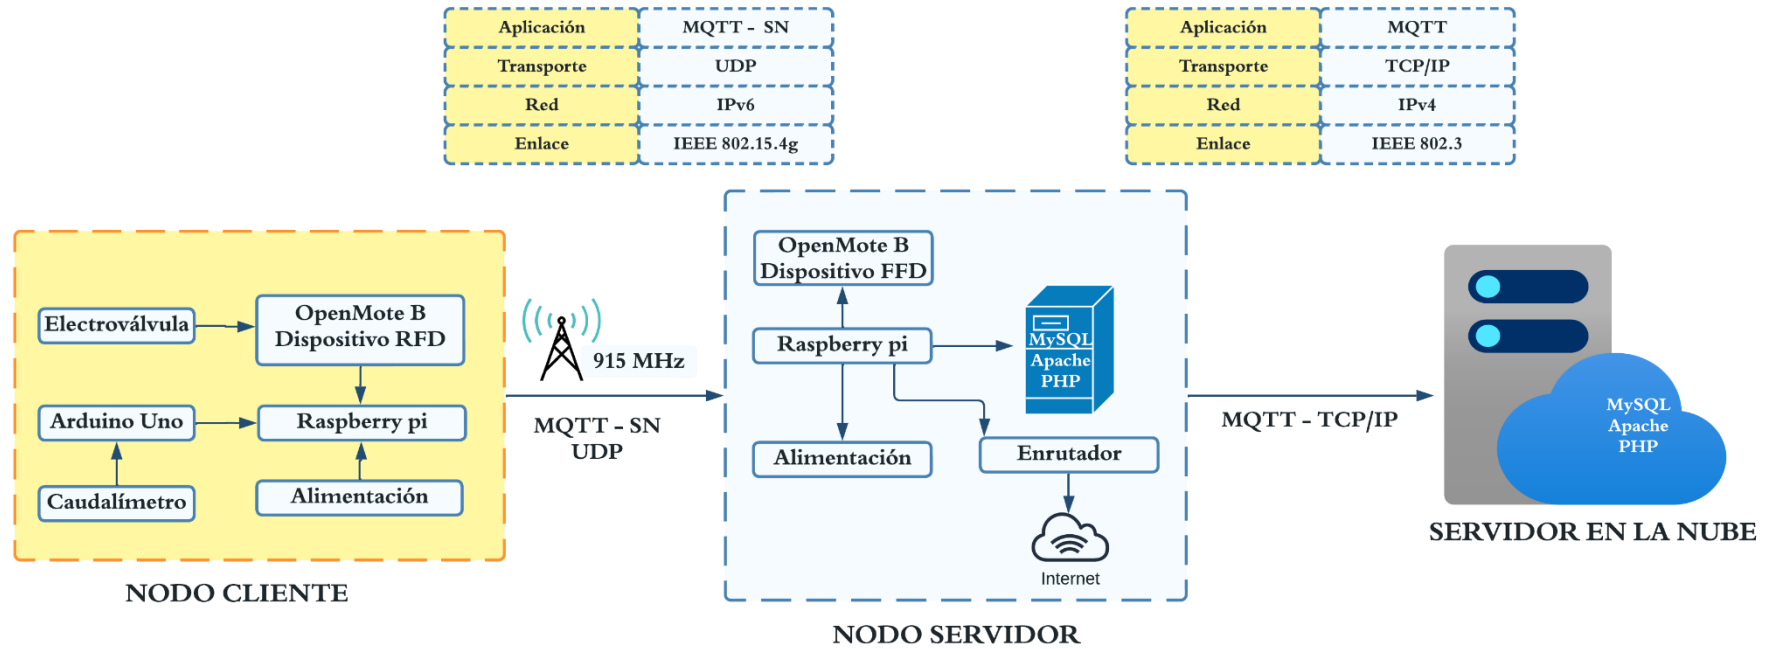 Aplicación MQTT - SN
Transporte UDP
Red IPv6
Enlace IEEE 802.15.4g
Aplicación MQTT
Transporte TCP/IP
Red IPv4
Enlace IEEE 802.3
Electroválvula
OpenMote B
Dispositivo RFD
Arduino Uno
Raspberry pi
Caudalímetro
Alimentación
NODO CLIENTE
915 MHz
MQTT - SN
UDP
OpenMote B
Dispositivo FFD
Raspberry pi
MySQL
Apache
PHP
Alimentación
Enrutador
Internet
NODO SERVIDOR
MQTT - TCP/IP
MySQL
Apache
PHP
SERVIDOR EN LA NUBE